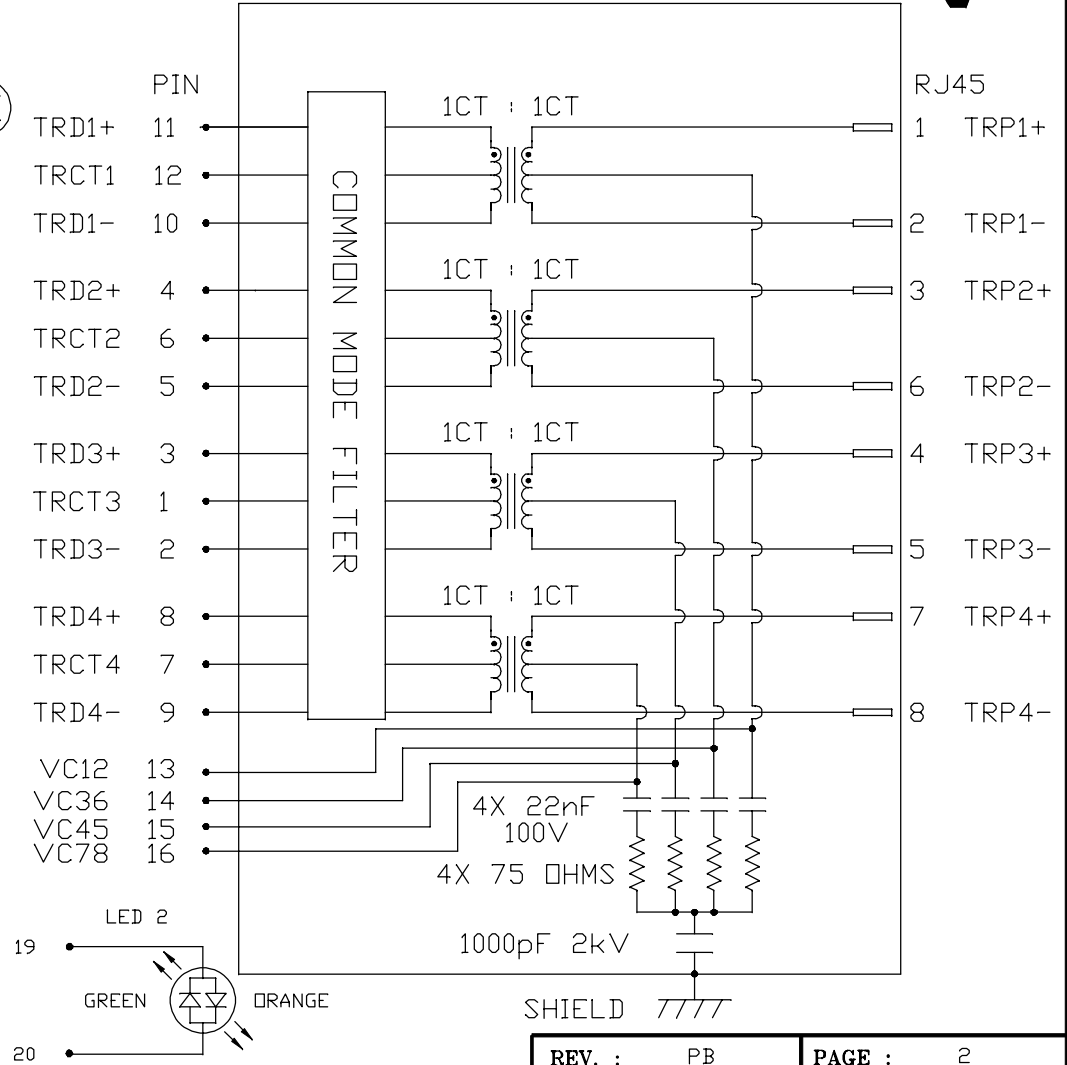 PIN RJ45
1CT : 1CT
TRD1+ 11 1 TRP1+
TRCT1 12
TRD1- 10 2 TRP1-
1CT : 1CT
TRD2+ 4 3 TRP2+
TRCT2 6
TRD2- 5 6 TRP2-
COMMON MODE FILTER
1CT : 1CT
TRD3+ 3 4 TRP3+
TRCT3 1
TRD3- 2 5 TRP3-
1CT : 1CT
TRD4+ 8 7 TRP4+
TRCT4 7
TRD4- 9 8 TRP4-
VC12 13
VC36 14
VC45 15
VC78 16
4X 22nF
100V
4X 75 OHMS
1000pF 2kV
SHIELD
LED 2
19
GREEN ORANGE
20
REV. : PB PAGE : 2